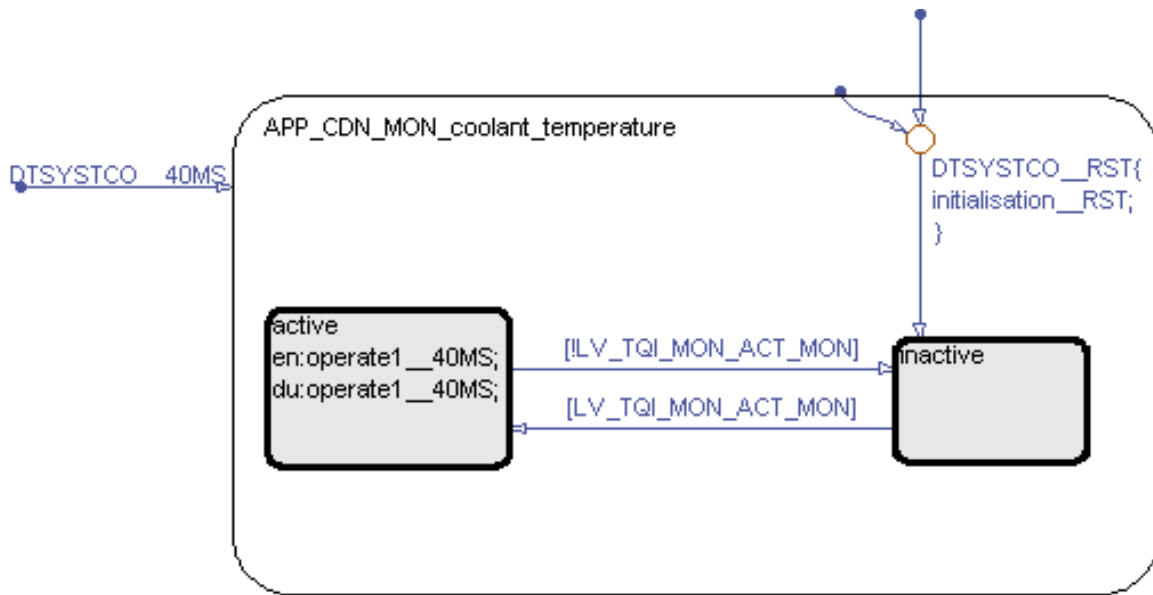 APP_CDN_MON_coolant_temperature
DTSYSTCO__40MS
DTSYSTCO__RST{
initialisation__RST;
}
active
en:operate1__40MS;
du:operate1__40MS;
[!LV_TQI_MON_ACT_MON]
[LV_TQI_MON_ACT_MON]
inactive